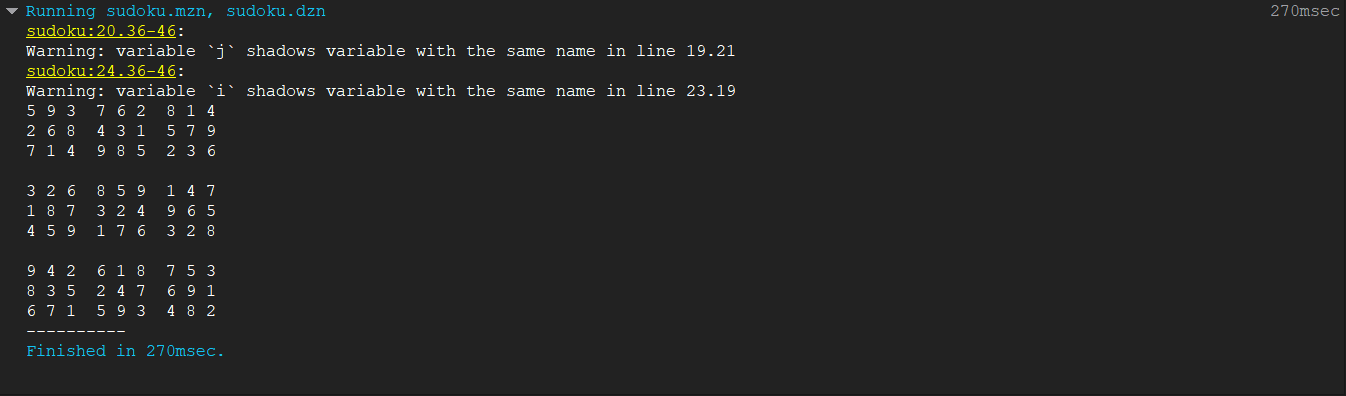 Running sudoku.mzn, sudoku.dzn 270msec
sudoku:20.36-46:
Warning: variable `j` shadows variable with the same name in line 19.21
sudoku:24.36-46:
Warning: variable `i` shadows variable with the same name in line 23.19
5 9 3  7 6 2  8 1 4
2 6 8  4 3 1  5 7 9
7 1 4  9 8 5  2 3 6
3 2 6  8 5 9  1 4 7
1 8 7  3 2 4  9 6 5
4 5 9  1 7 6  3 2 8
9 4 2  6 1 8  7 5 3
8 3 5  2 4 7  6 9 1
6 7 1  5 9 3  4 8 2
----------
Finished in 270msec.